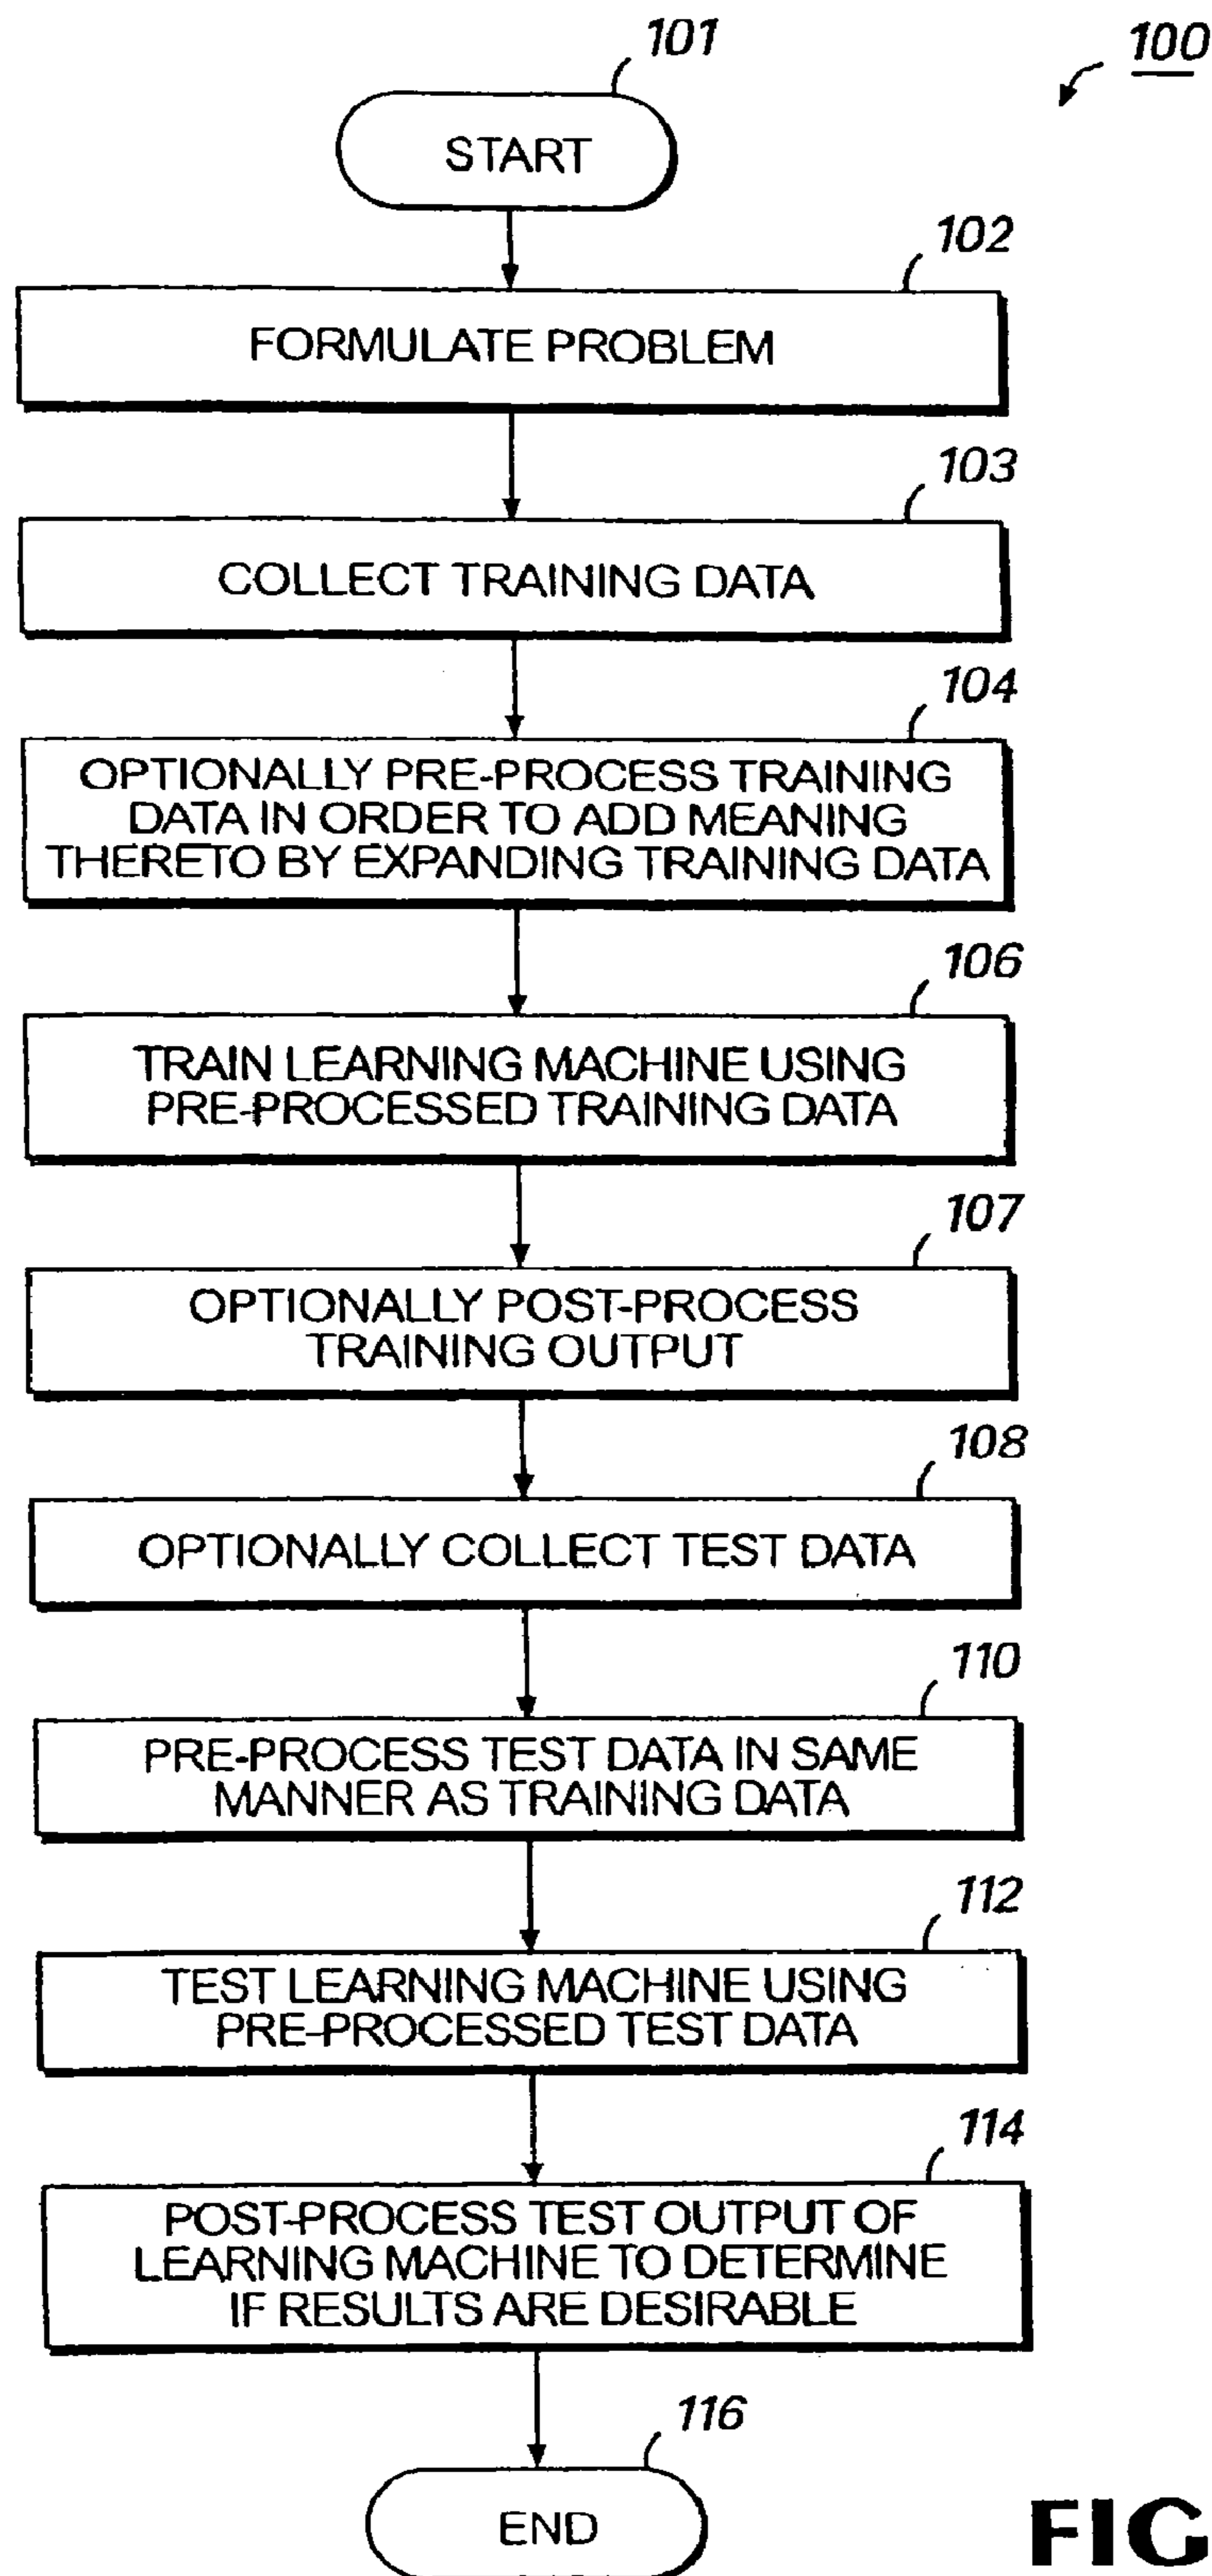 101
100
START
102
FORMULATE PROBLEM
103
COLLECT TRAINING DATA
104
OPTIONALLY PRE-PROCESS TRAINING
DATA IN ORDER TO ADD MEANING
THERETO BY EXPANDING TRAINING DATA
106
TRAIN LEARNING MACHINE USING
PRE-PROCESSED TRAINING DATA
107
OPTIONALLY POST-PROCESS
TRAINING OUTPUT
108
OPTIONALLY COLLECT TEST DATA
110
PRE-PROCESS TEST DATA IN SAME
MANNER AS TRAINING DATA
112
TEST LEARNING MACHINE USING
PRE-PROCESSED TEST DATA
114
POST-PROCESS TEST OUTPUT OF
LEARNING MACHINE TO DETERMINE
IF RESULTS ARE DESIRABLE
116
END
FIG